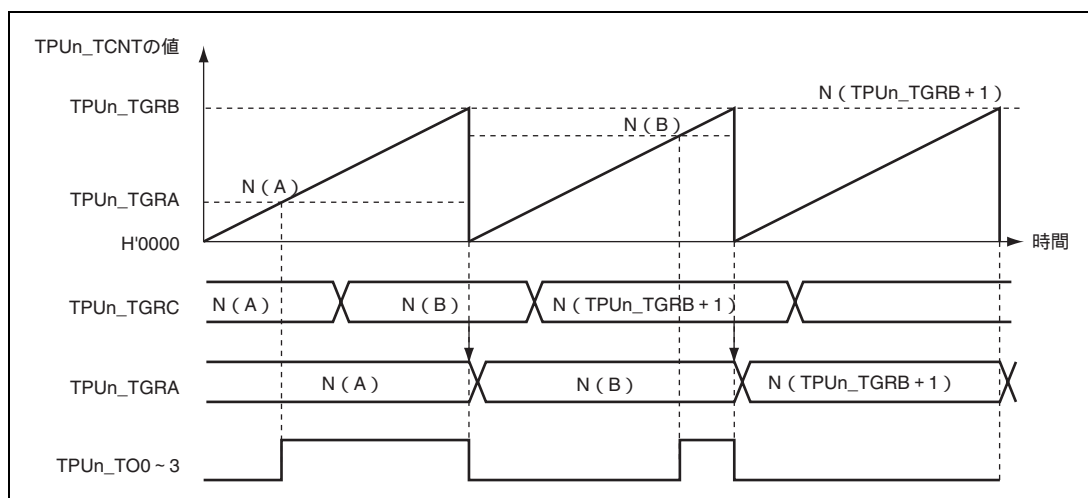 TPUn_TCNTの値
TPUn_TGRB
N（TPUn_TGRB + 1）
N（B）
N（A）
TPUn_TGRA
H'0000
時間
TPUn_TGRC
N（A）
N（B）
N（TPUn_TGRB + 1）
TPUn_TGRA
N（A）
N（B）
N（TPUn_TGRB + 1）
TPUn_TO0～3